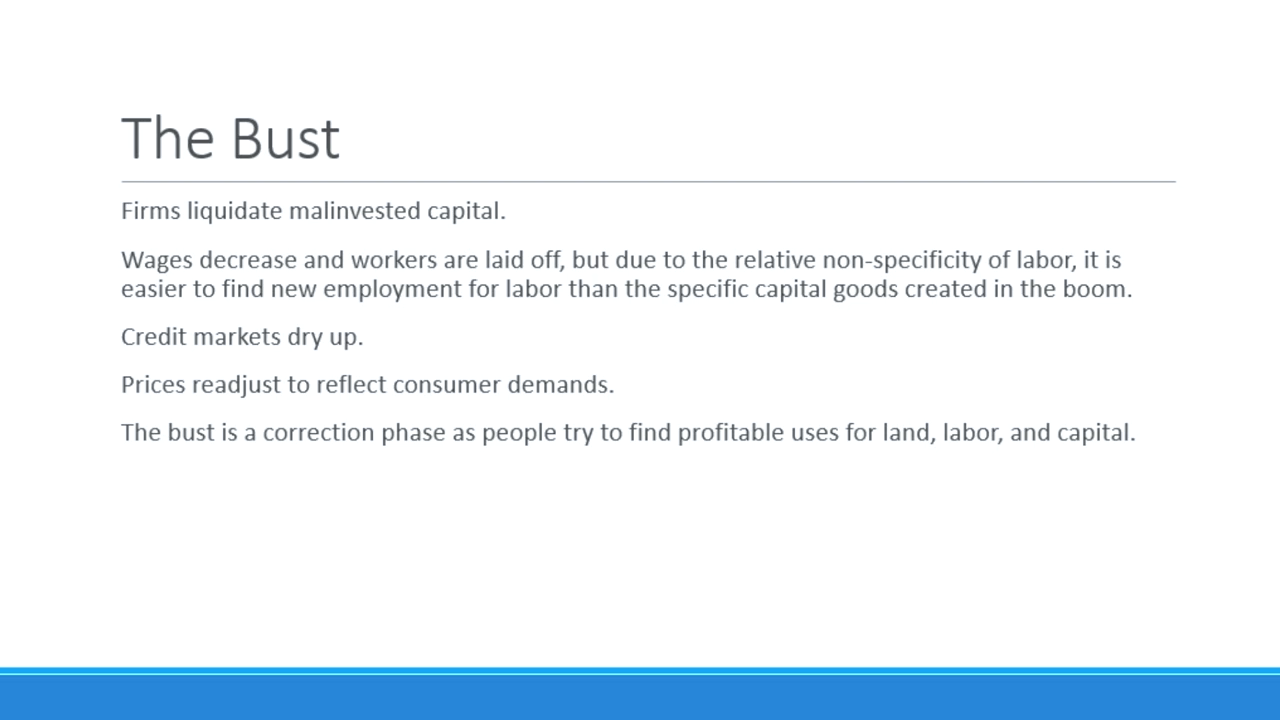 The Bust
Firms liquidate malinvested capital.
Wages decrease and workers are laid off, but due to the relative non-specificity of labor, it is
easier to find new employment for labor than the specific capital goods created in the boom.
Credit markets dry up.
Prices readjust to reflect consumer demands.
The bust is a correction phase as people try to find profitable uses for land, labor, and capital.